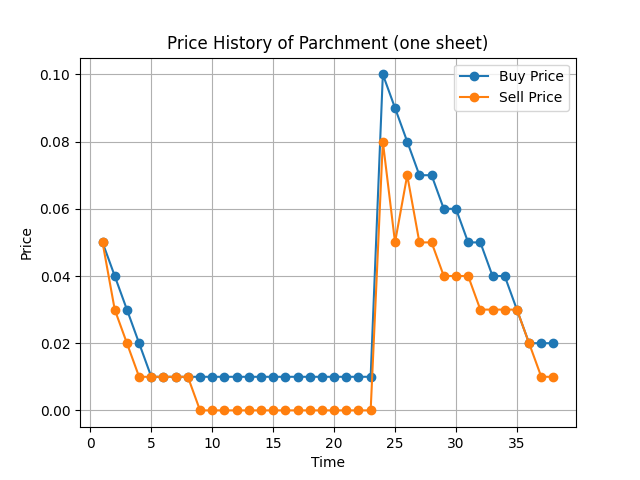 Price History of Parchment (one sheet)
Buy Price
Sell Price
0.10
0.08
0.06
0.04
0.02
0.00
Price
0 5 10 15 20 25 30 35
Time